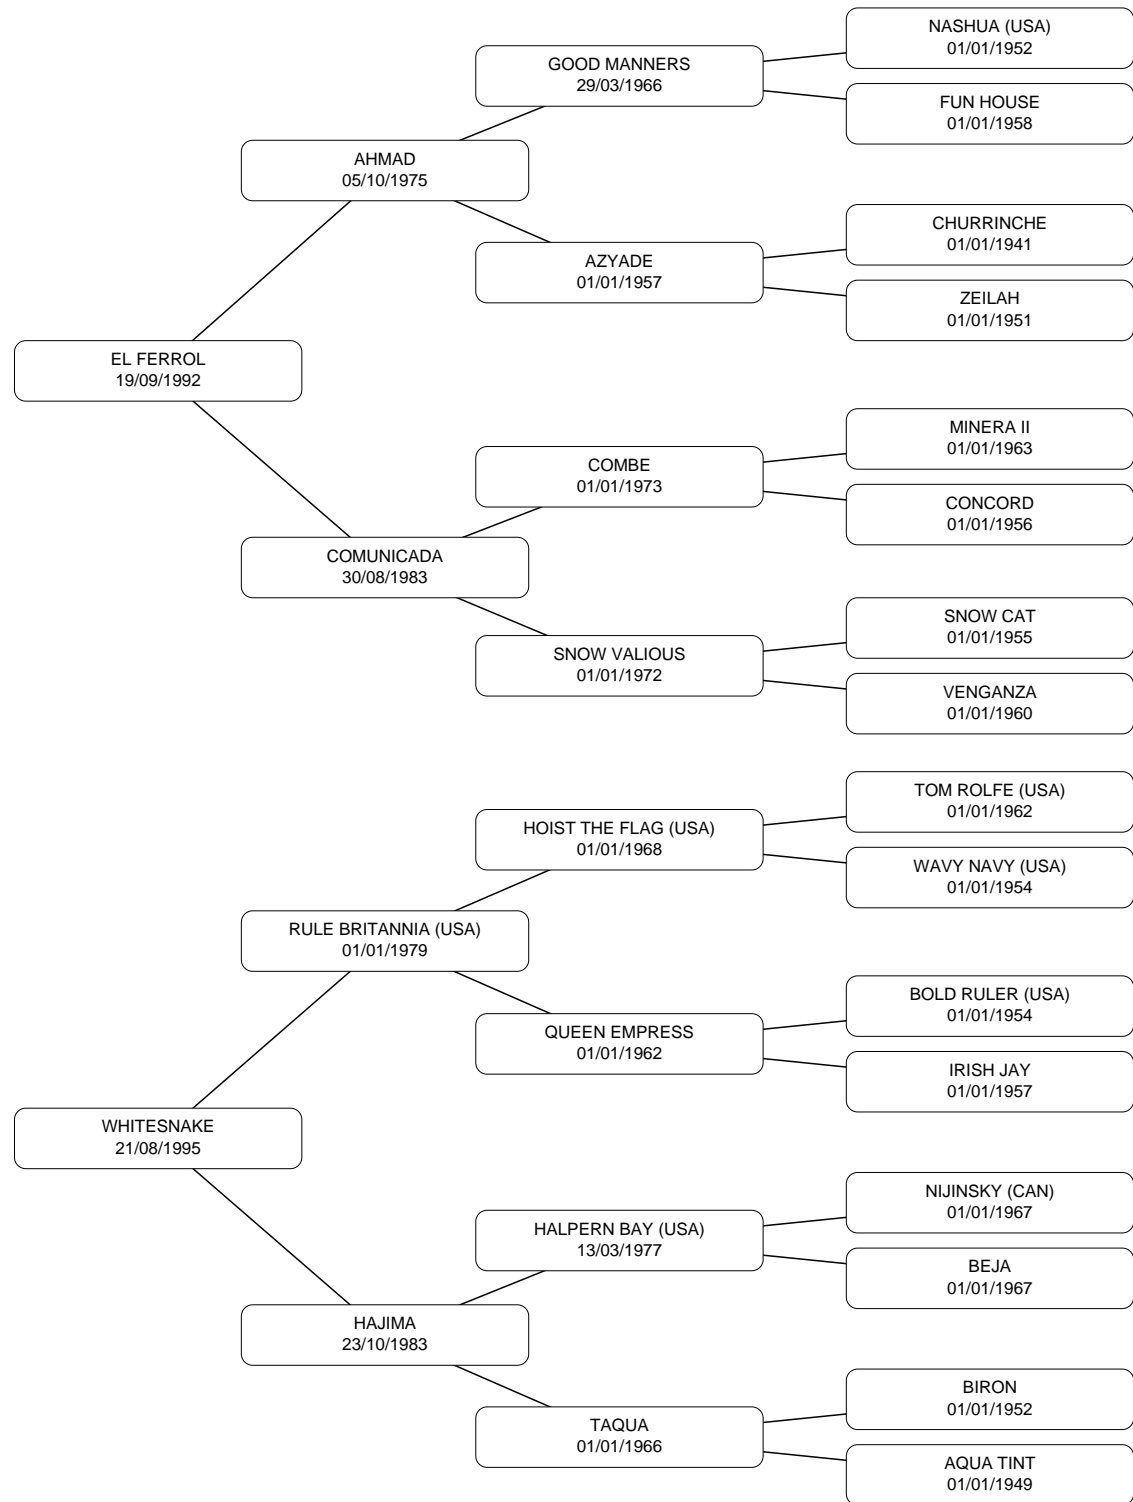 NASHUA (USA)
01/01/1952
GOOD MANNERS
29/03/1966
FUN HOUSE
01/01/1958
AHMAD
05/10/1975
CHURRINCHE
01/01/1941
AZYADE
01/01/1957
ZEILAH
01/01/1951
EL FERROL
19/09/1992
MINERA II
01/01/1963
COMBE
01/01/1973
CONCORD
01/01/1956
COMUNICADA
30/08/1983
SNOW CAT
01/01/1955
SNOW VALIOUS
01/01/1972
VENGANZA
01/01/1960
TOM ROLFE (USA)
01/01/1962
HOIST THE FLAG (USA)
01/01/1968
WAVY NAVY (USA)
01/01/1954
RULE BRITANNIA (USA)
01/01/1979
BOLD RULER (USA)
01/01/1954
QUEEN EMPRESS
01/01/1962
IRISH JAY
01/01/1957
WHITESNAKE
21/08/1995
NIJINSKY (CAN)
01/01/1967
HALPERN BAY (USA)
13/03/1977
BEJA
01/01/1967
HAJIMA
23/10/1983
BIRON
01/01/1952
TAQUA
01/01/1966
AQUA TINT
01/01/1949